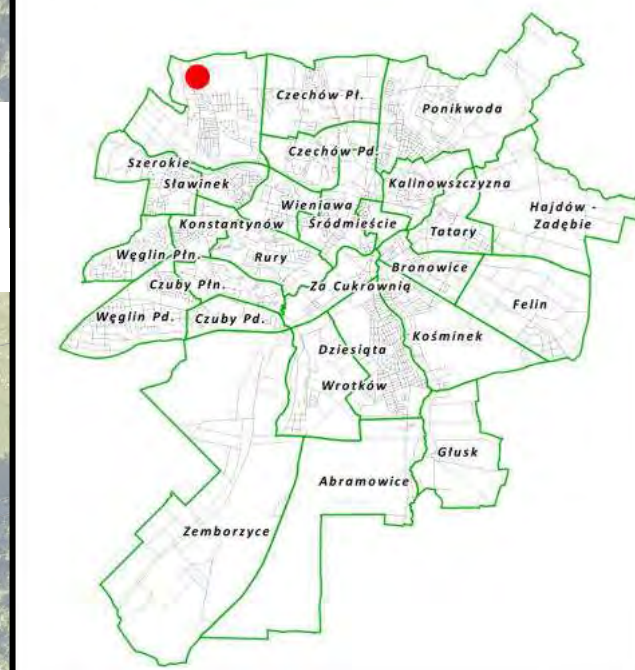 Czechów Pł.
Ponikwoda
Czechów Pd.
Szerokie
Sławinek
Kalinowszczyzna
Wieniawa
Hajdów -
Zadębie
Konstantynów
Śródmieście
Tatary
Węglin Płn.
Rury
Bronowice
Czuby Płn.
Za Cukrownią
Felin
Węglin Pd.
Czuby Pd.
Kośminek
Dziesiąta
Wrotków
Głusk
Abramowice
Zemborzyce